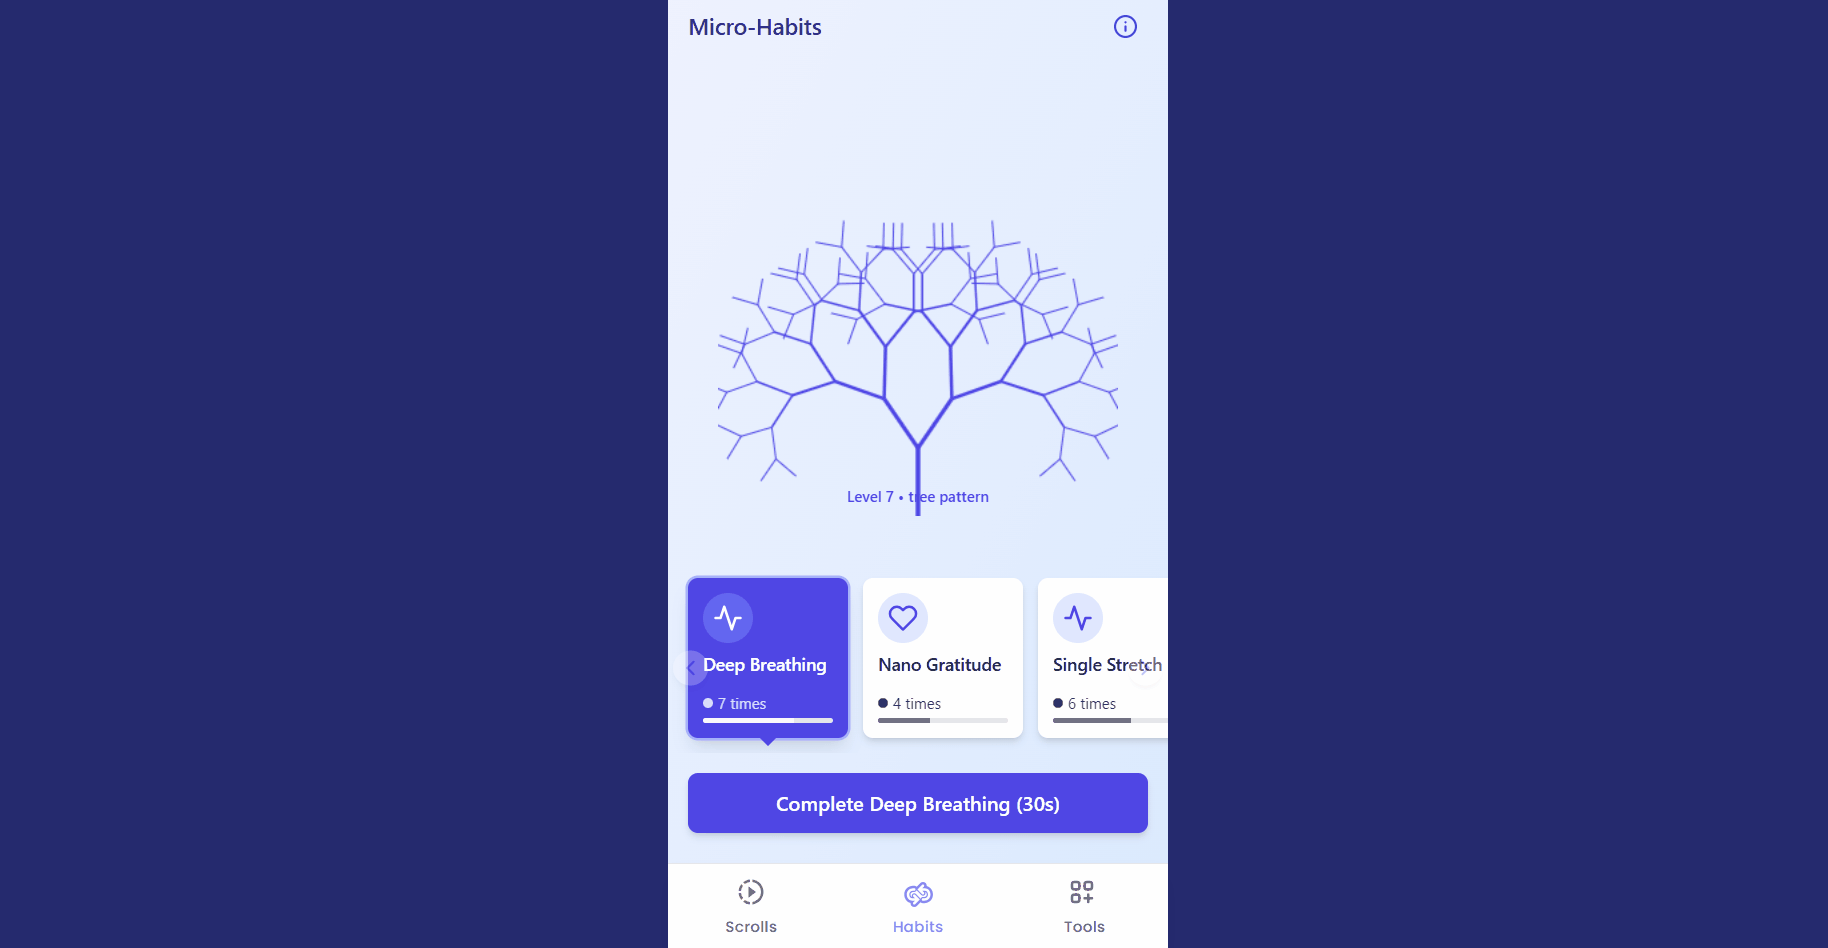 Micro-Habits
Level 7 • tree pattern
Deep Breathing
7 times
Nano Gratitude
4 times
Single Stretch
6 times
Complete Deep Breathing (30s)
Scrolls
Habits
Tools